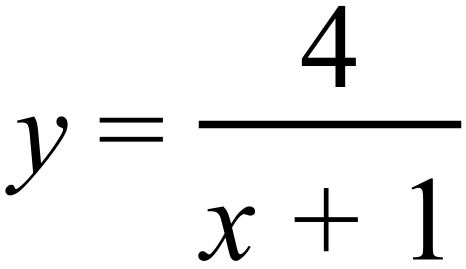 y = 4 / (x + 1)